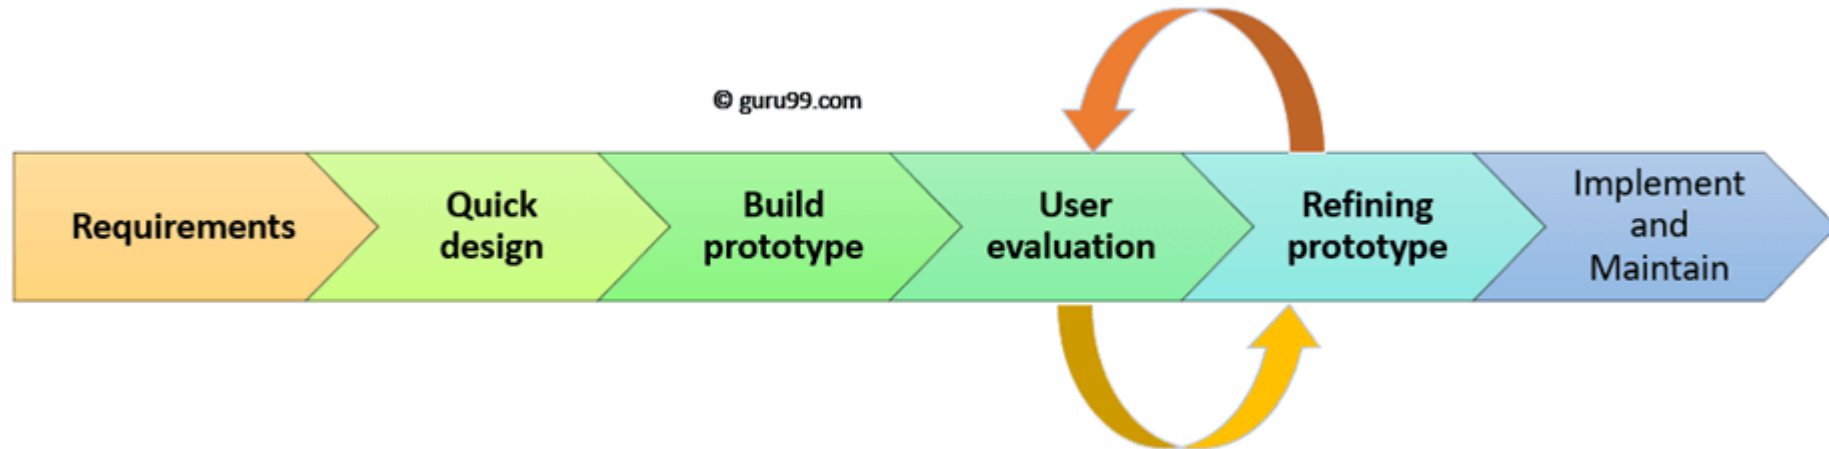 © guru99.com
Requirements
Quick
design
Build
prototype
User
evaluation
Refining
prototype
Implement
and
Maintain